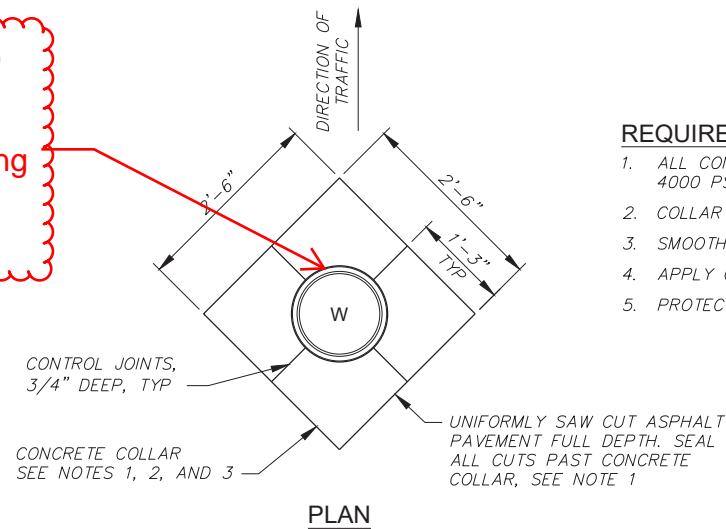 DIRECTION OF
TRAFFIC
2'-6"
2'-6"
1'-3"
TYP
W
CONTROL JOINTS,
3/4" DEEP, TYP
CONCRETE COLLAR
SEE NOTES 1, 2, AND 3
UNIFORMLY SAW CUT ASPHALT
PAVEMENT FULL DEPTH. SEAL
ALL CUTS PAST CONCRETE
COLLAR, SEE NOTE 1
PLAN
REQUIRE
1. ALL CON
4000 PS
2. COLLAR
3. SMOOTH
4. APPLY
5. PROTEC
ng